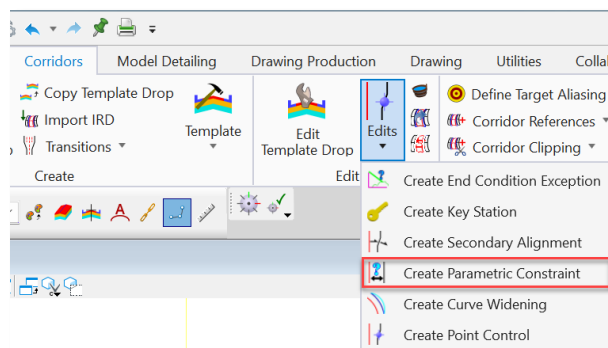 Corridors Model Detailing Drawing Production Drawing Utilities
Copy Template Drop
Import IRD
Transitions
Template
Create
Edit
Template Drop
Edits
Define Target Aliasing
Corridor References
Corridor Clipping
Edit
Create End Condition Exception
Create Key Station
Create Secondary Alignment
Create Parametric Constraint
Create Curve Widening
Create Point Control